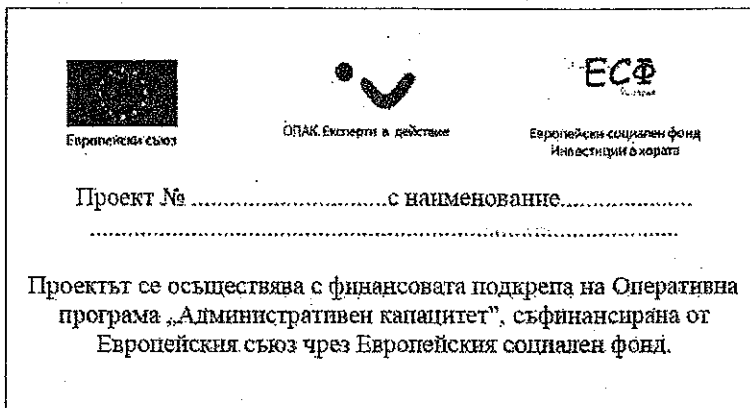 ЕСФ
Европейски съюз
ОПАК. Експерти в действие
Европейски социален фонд
Инвестиции в хората
Проект № ............................с наименование...................
.....................................................................................
Проектът се осъществява с финансовата подкрепа на Оперативна
програма „Административен капацитет”, съфинансирана от
Европейския съюз чрез Европейския социален фонд.